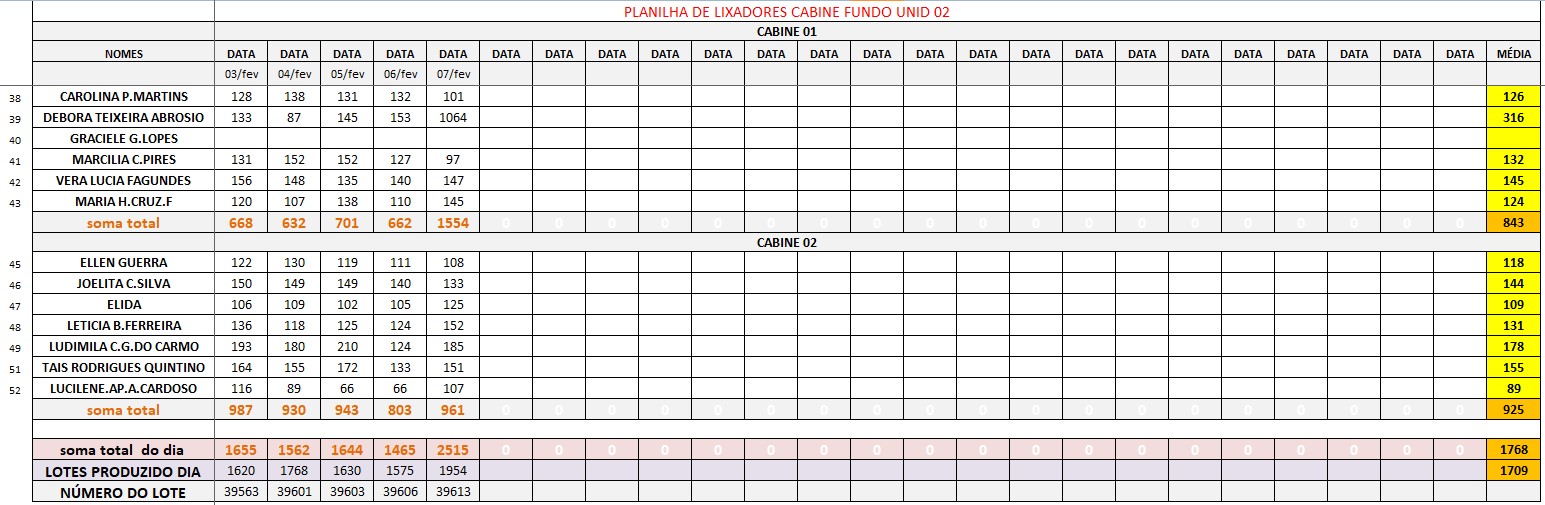 PLANILHA DE LIXADORES CABINE FUNDO UNID 02
CABINE 01
NOMES DATA DATA DATA DATA DATA DATA DATA DATA DATA DATA DATA DATA DATA DATA DATA DATA DATA DATA DATA DATA DATA DATA DATA DATA MÉDIA
03/fev 04/fev 05/fev 06/fev 07/fev
38 CAROLINA P.MARTINS 128 138 131 132 101 126
39 DEBORA TEIXEIRA ABROSIO 133 87 145 153 1064 316
40 GRACIELE G.LOPES
41 MARCILIA C.PIRES 131 152 152 127 97 132
42 VERA LUCIA FAGUNDES 156 148 135 140 147 145
43 MARIA H.CRUZ.F 120 107 138 110 145 124
soma total 668 632 701 662 1554 0 0 0 0 0 0 0 0 0 0 0 0 0 0 0 0 0 0 0 843
CABINE 02
45 ELLEN GUERRA 122 130 119 111 108 118
46 JOELITA C.SILVA 150 149 149 140 133 144
47 ELIDA 106 109 102 105 125 109
48 LETICIA B.FERREIRA 136 118 125 124 152 131
49 LUDIMILA C.G.DO CARMO 193 180 210 124 185 178
51 TAIS RODRIGUES QUINTINO 164 155 172 133 151 155
52 LUCILENE.AP.A.CARDOSO 116 89 66 66 107 89
soma total 987 930 943 803 961 0 0 0 0 0 0 0 0 0 0 0 0 0 0 0 0 0 0 0 925
soma total do dia 1655 1562 1644 1465 2515 0 0 0 0 0 0 0 0 0 0 0 0 0 0 0 0 0 0 0 1768
LOTES PRODUZIDO DIA 1620 1768 1630 1575 1954 1709
NÚMERO DO LOTE 39563 39601 39603 39606 39613